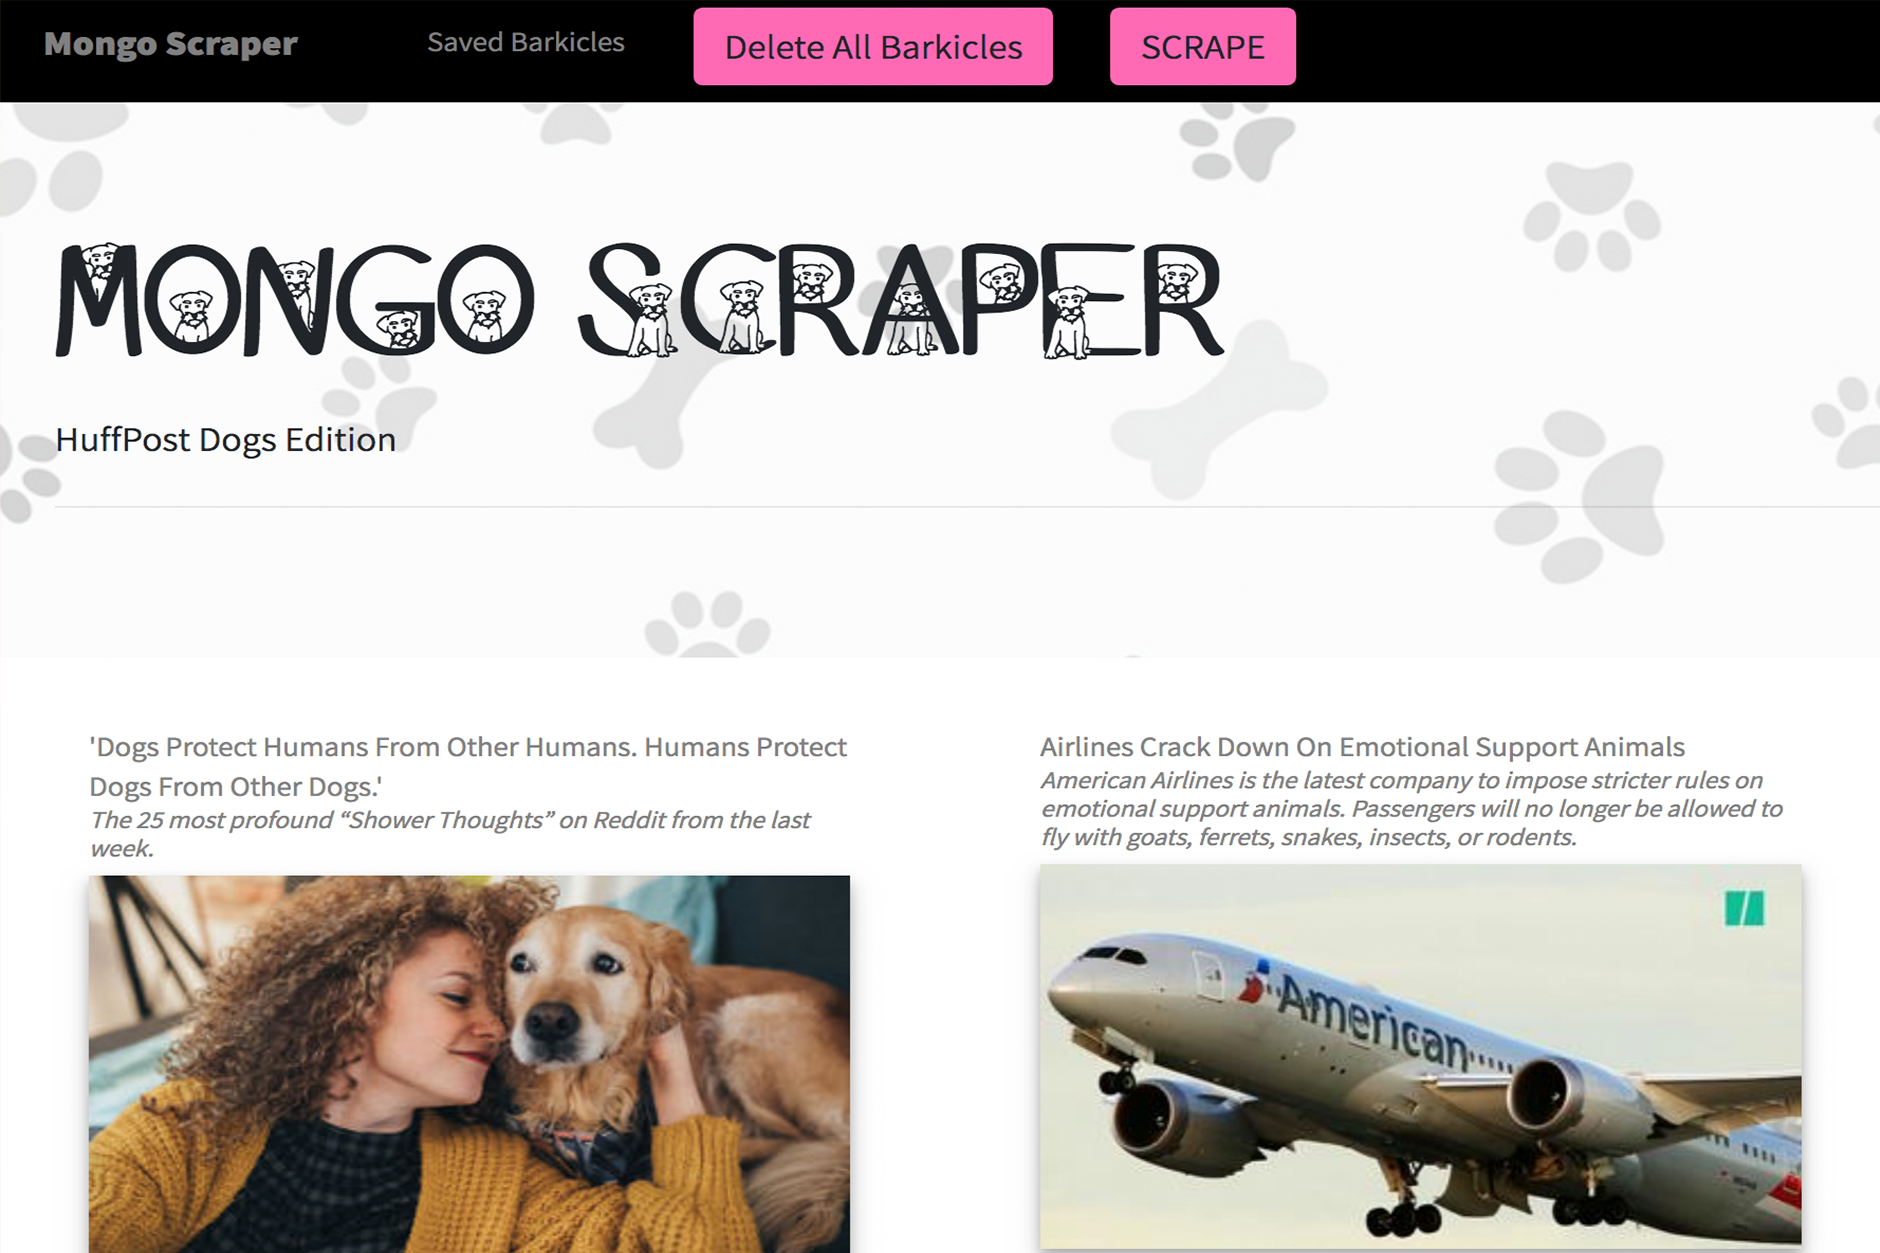 Mongo Scraper
Saved Barkicles
Delete All Barkicles
SCRAPE
MONGO SCRAPER
HuffPost Dogs Edition
'Dogs Protect Humans From Other Humans. Humans Protect
Dogs From Other Dogs.'
The 25 most profound “Shower Thoughts” on Reddit from the last
week.
Airlines Crack Down On Emotional Support Animals
American Airlines is the latest company to impose stricter rules on
emotional support animals. Passengers will no longer be allowed to
fly with goats, ferrets, snakes, insects, or rodents.
American